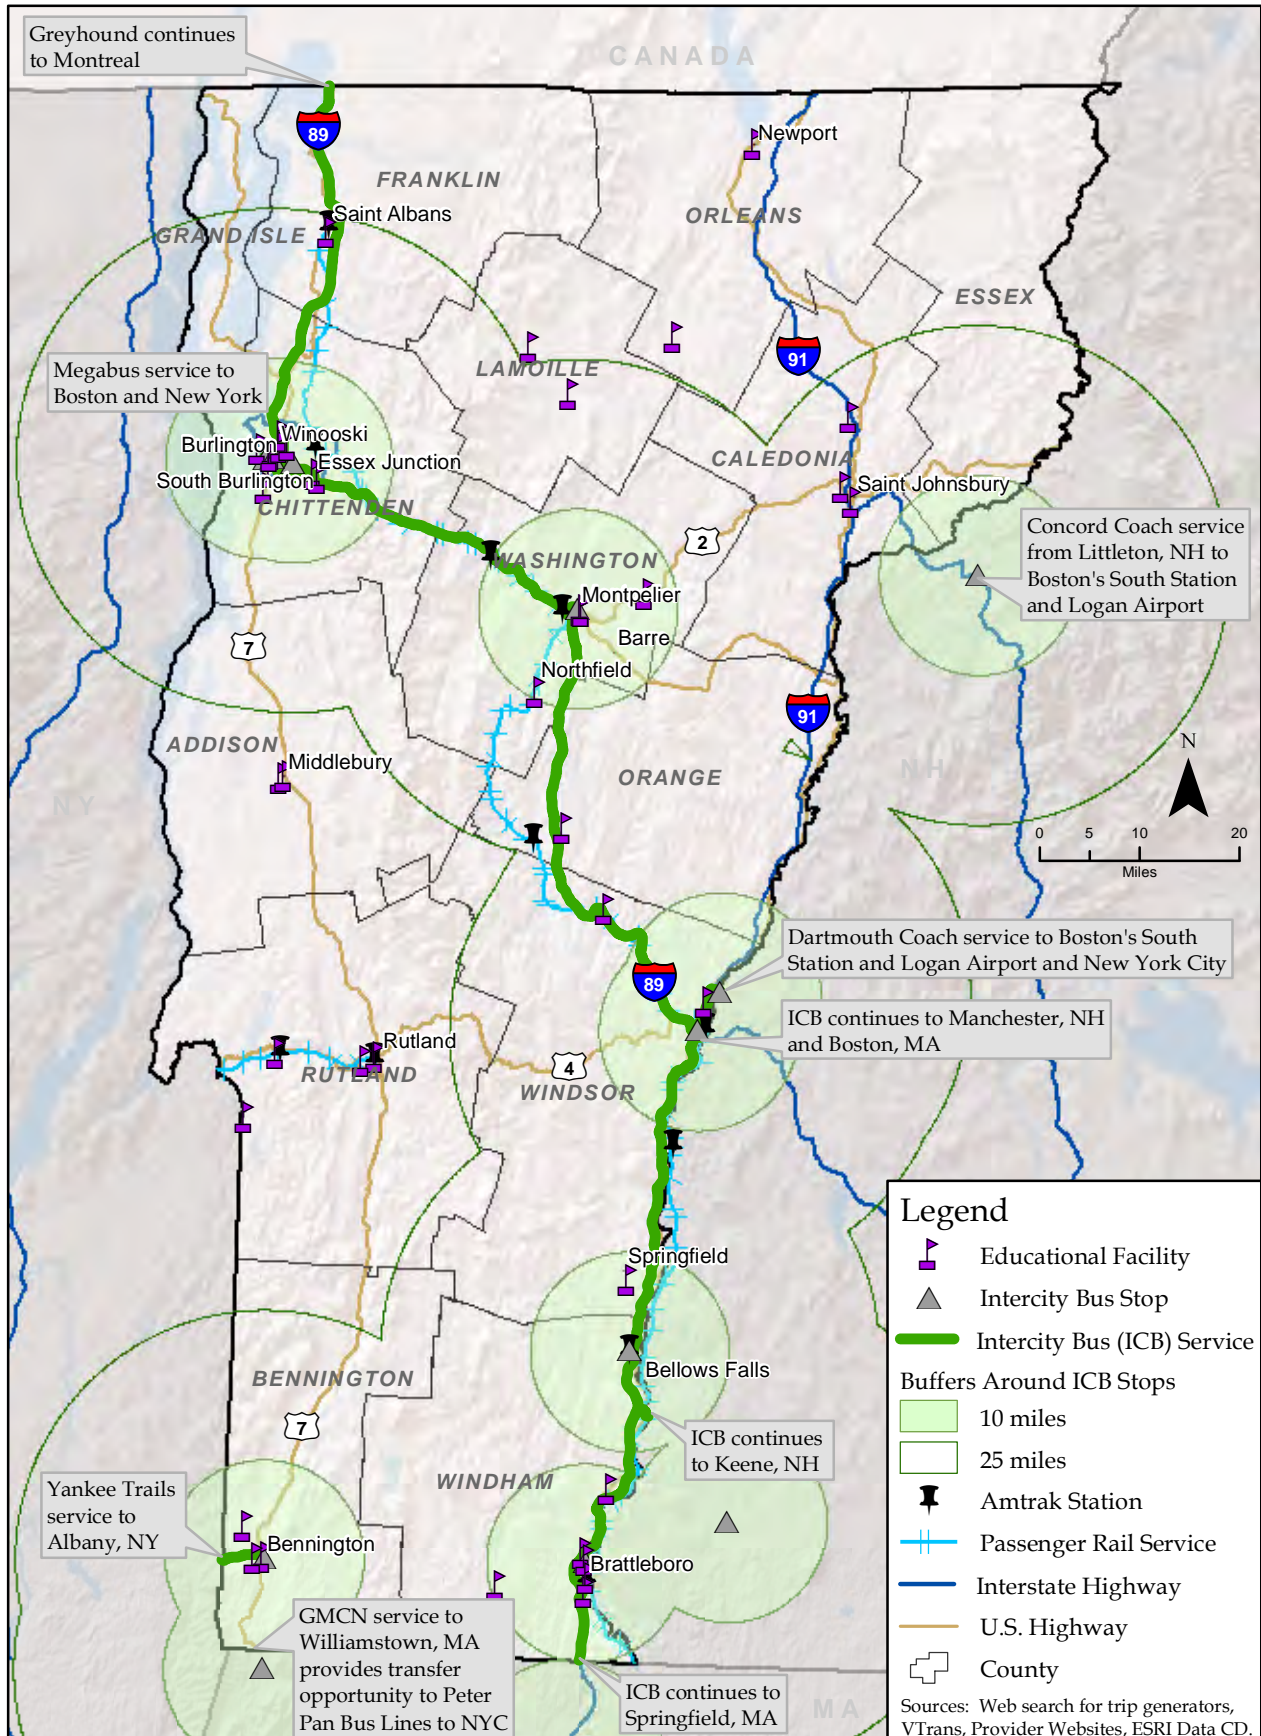 Greyhound continues
to Montreal
CANADA
89
Newport
FRANKLIN
Saint Albans
ORLEANS
GRAND ISLE
ESSEX
91
Megabus service to
Boston and New York
LAMOILLE
Winooski
Burlington
Essex Junction
CALEDONIA
South Burlington
Saint Johnsbury
CHITTENDEN
Concord Coach service
from Littleton, NH to
Boston's South Station
and Logan Airport
2
WASHINGTON
Montpelier
Barre
7
Northfield
91
ADDISON
Middlebury
ORANGE
NH
N
NY
0 5 10 20
Miles
Dartmouth Coach service to Boston's South
Station and Logan Airport and New York City
89
ICB continues to Manchester, NH
and Boston, MA
Rutland
RUTLAND
4
WINDSOR
Springfield
Bellows Falls
BENNINGTON
7
ICB continues
to Keene, NH
WINDHAM
Yankee Trails
service to
Albany, NY
Bennington
Brattleboro
GMCN service to
Williamstown, MA
provides transfer
opportunity to Peter
Pan Bus Lines to NYC
ICB continues to
Springfield, MA
MA
Legend
Educational Facility
Intercity Bus Stop
Intercity Bus (ICB) Service
Buffers Around ICB Stops
10 miles
25 miles
Amtrak Station
Passenger Rail Service
Interstate Highway
U.S. Highway
County
Sources: Web search for trip generators,
VTrans, Provider Websites, ESRI Data CD.